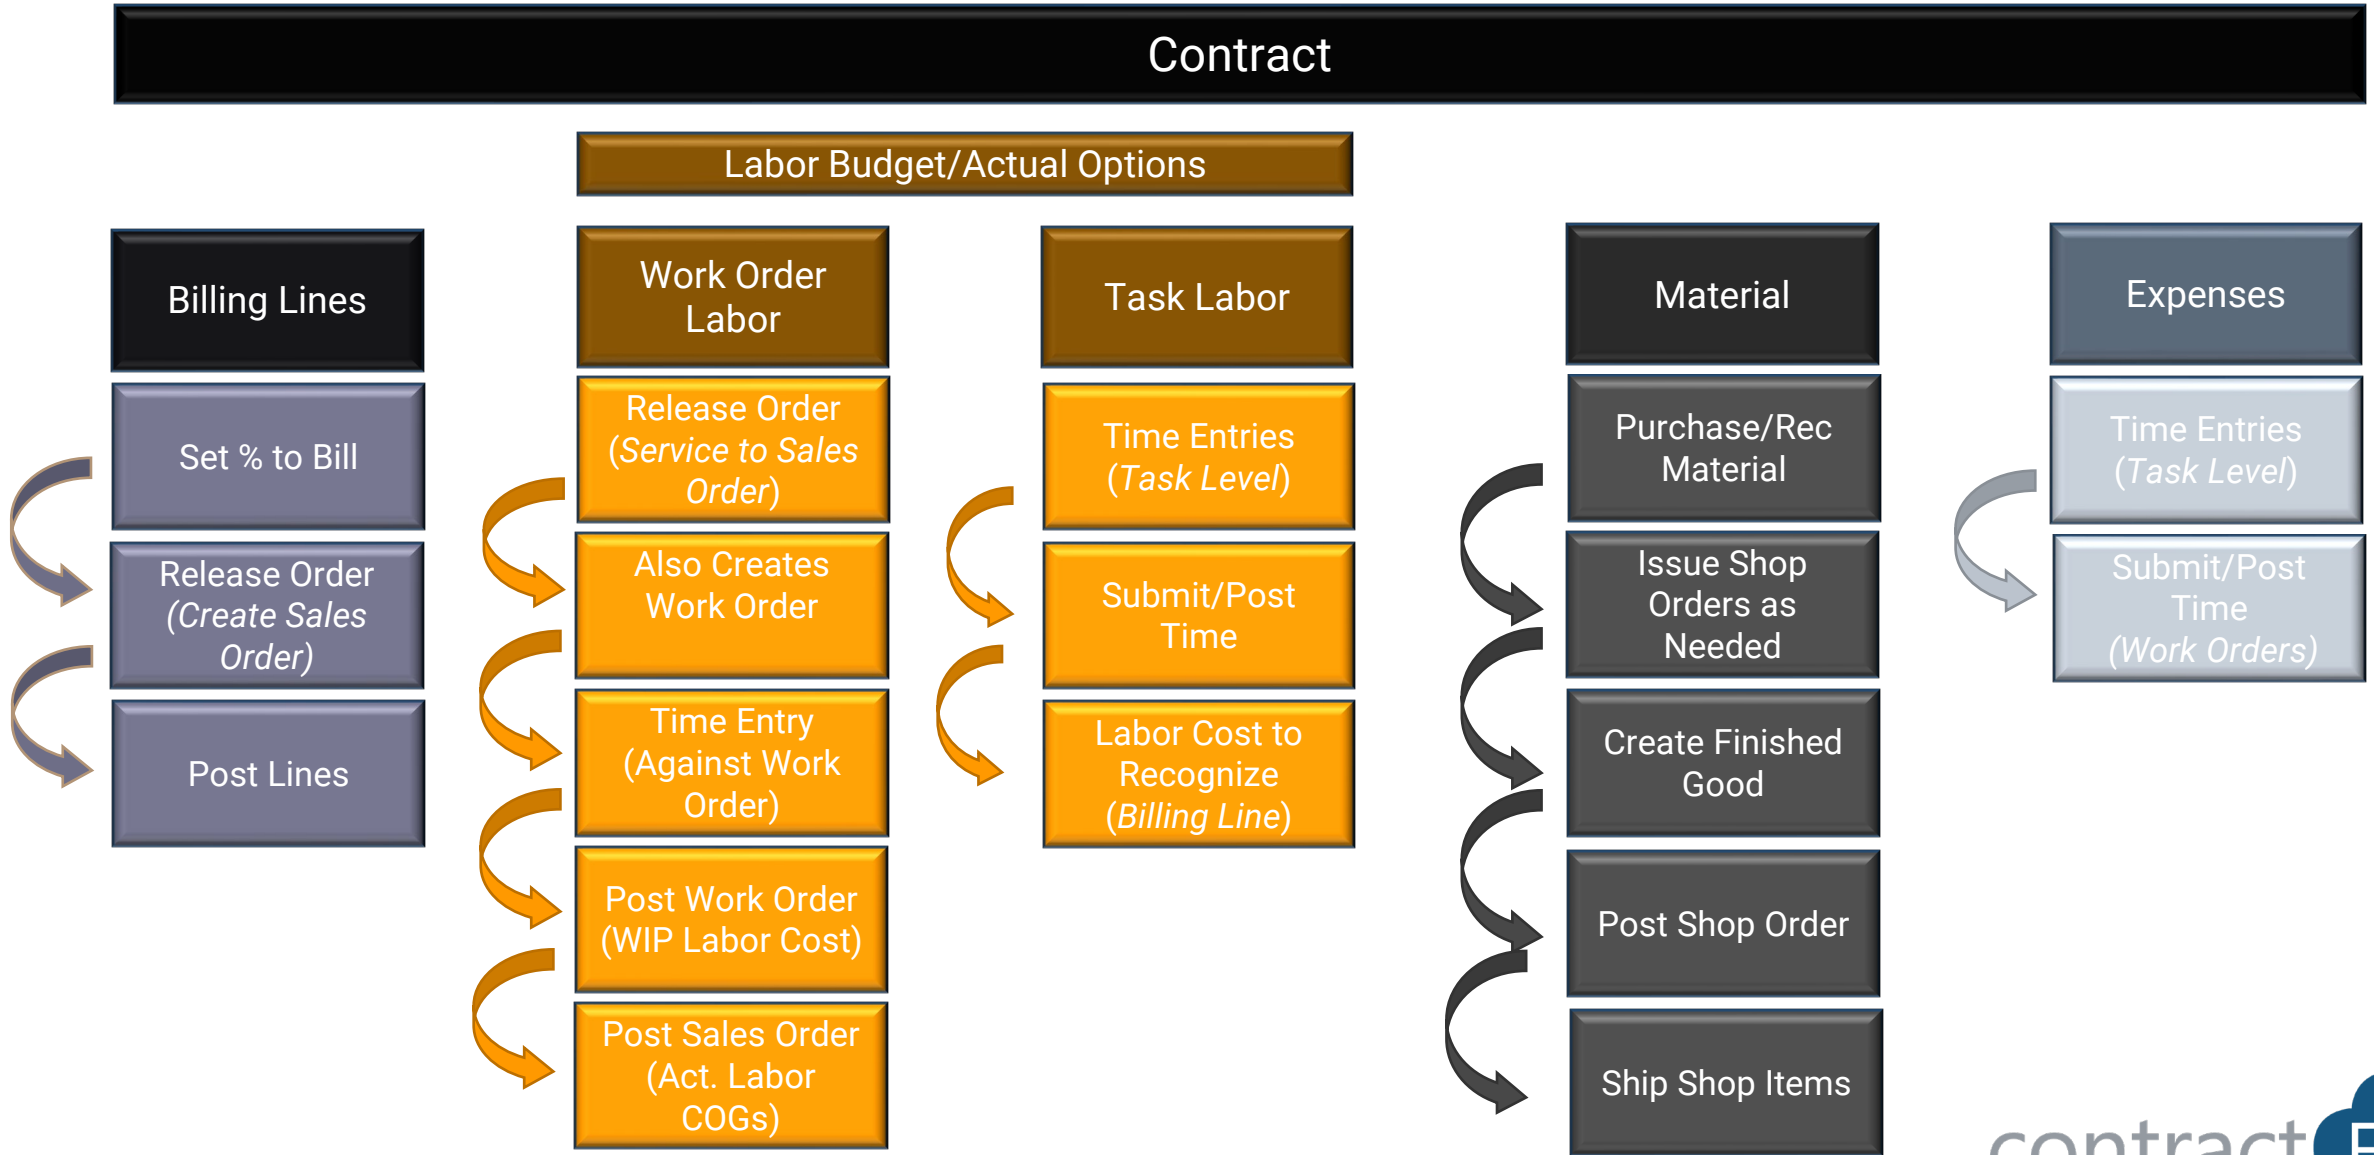 Contract
Labor Budget/Actual Options
Billing Lines
Set % to Bill
Release Order
(Create Sales
Order)
Post Lines
Work Order
Labor
Release Order
(Service to Sales
Order)
Also Creates
Work Order
Time Entry
(Against Work
Order)
Post Work Order
(WIP Labor Cost)
Post Sales Order
(Act. Labor
COGs)
Task Labor
Time Entries
(Task Level)
Submit/Post
Time
Labor Cost to
Recognize
(Billing Line)
Material
Purchase/Rec
Material
Issue Shop
Orders as
Needed
Create Finished
Good
Post Shop Order
Ship Shop Items
Expenses
Time Entries
(Task Level)
Submit/Post
Time
(Work Orders)
contract